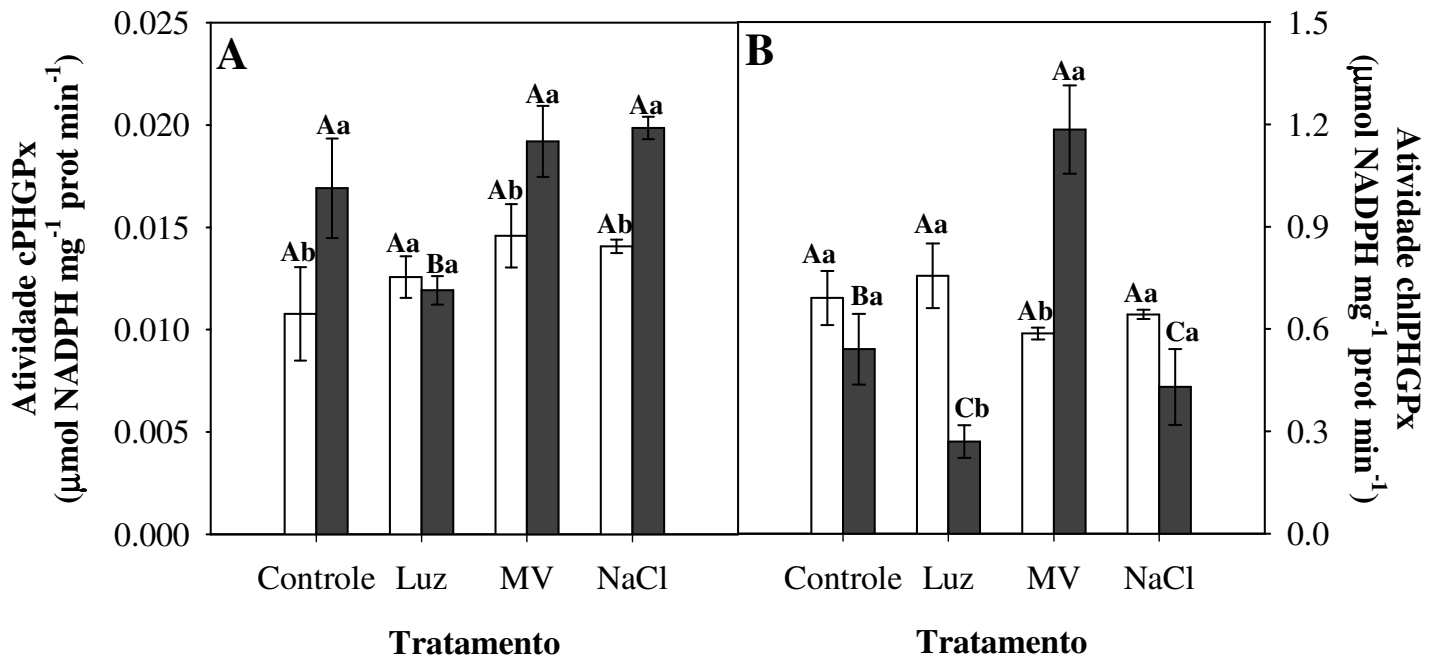 Atividade cPHGPx
(μmol NADPH mg⁻¹ prot min⁻¹)
0.025
0.020
0.015
0.010
0.005
0.000
A
Ab
Aa
Aa
Ba
Ab
Aa
Ab
Aa
Controle
Luz
MV
NaCl
Tratamento
B
Aa
Ba
Aa
Cb
Ab
Aa
Aa
Ca
Controle
Luz
MV
NaCl
Tratamento
1.5
1.2
0.9
0.6
0.3
0.0
Atividade chlPHGPx
(μmol NADPH mg⁻¹ prot min⁻¹)